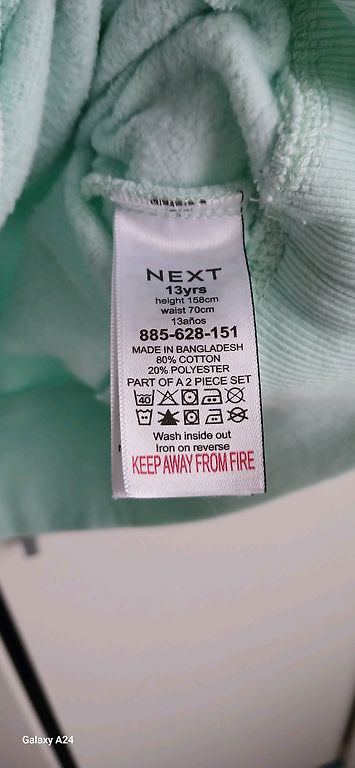 NEXT
13yrs
height 158cm
waist 70cm
13años
885-628-151
MADE IN BANGLADESH
80% COTTON
20% POLYESTER
PART OF A 2 PIECE SET
40
Wash inside out
Iron on reverse
KEEP AWAY FROM FIRE
Galaxy A24